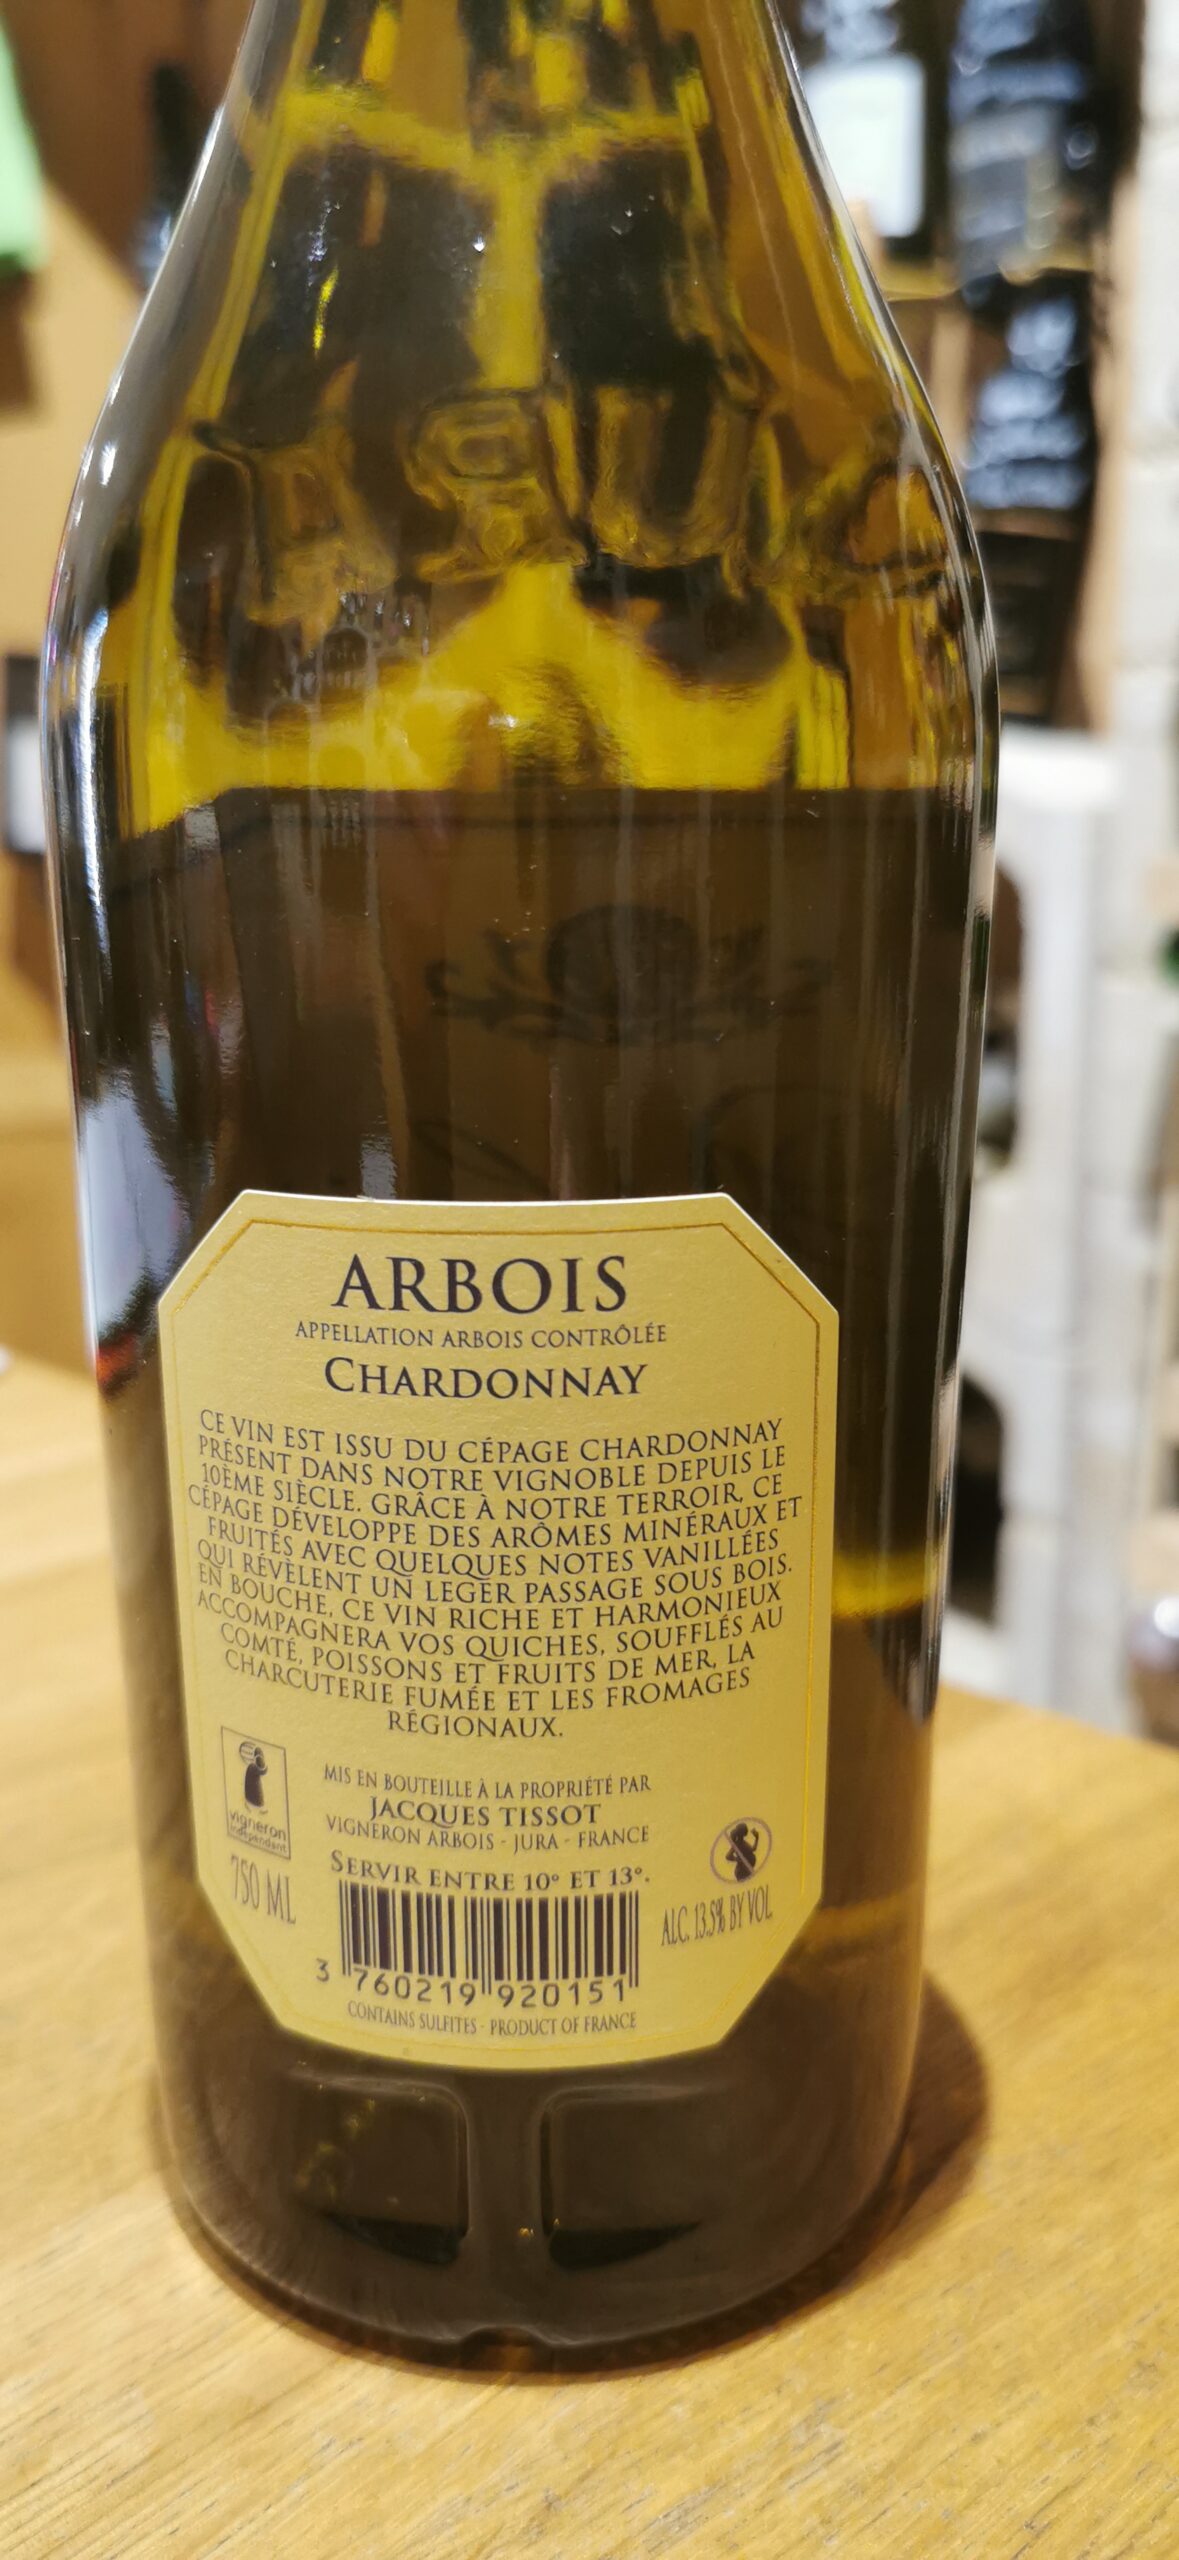 ARBOIS
APPELLATION ARBOIS CONTRÔLÉE
CHARDONNAY
CE VIN EST ISSU DU CÉPAGE CHARDONNAY
PRÉSENT DANS NOTRE VIGNOBLE DEPUIS LE
10ÈME SIÈCLE. GRÂCE À NOTRE TERROIR, CE
CÉPAGE DÉVELOPPE DES ARÔMES MINÉRAUX ET
FRUITÉS AVEC QUELQUES NOTES VANILLÉES
QUI RÉVÈLENT UN LEGER PASSAGE SOUS BOIS.
EN BOUCHE, CE VIN RICHE ET HARMONIEUX
ACCOMPAGNERA VOS QUICHES, SOUFFLÉS AU
COMTÉ, POISSONS ET FRUITS DE MER, LA
CHARCUTERIE FUMÉE ET LES FROMAGES
RÉGIONAUX.
vigneron
indépendant
MIS EN BOUTEILLE À LA PROPRIÉTÉ PAR
JACQUES TISSOT
VIGNERON ARBOIS - JURA - FRANCE
SERVIR ENTRE 10° ET 13°.
750 ML
ALC. 13.5% BY VOL
3 760219 920151
CONTAINS SULFITES - PRODUCT OF FRANCE